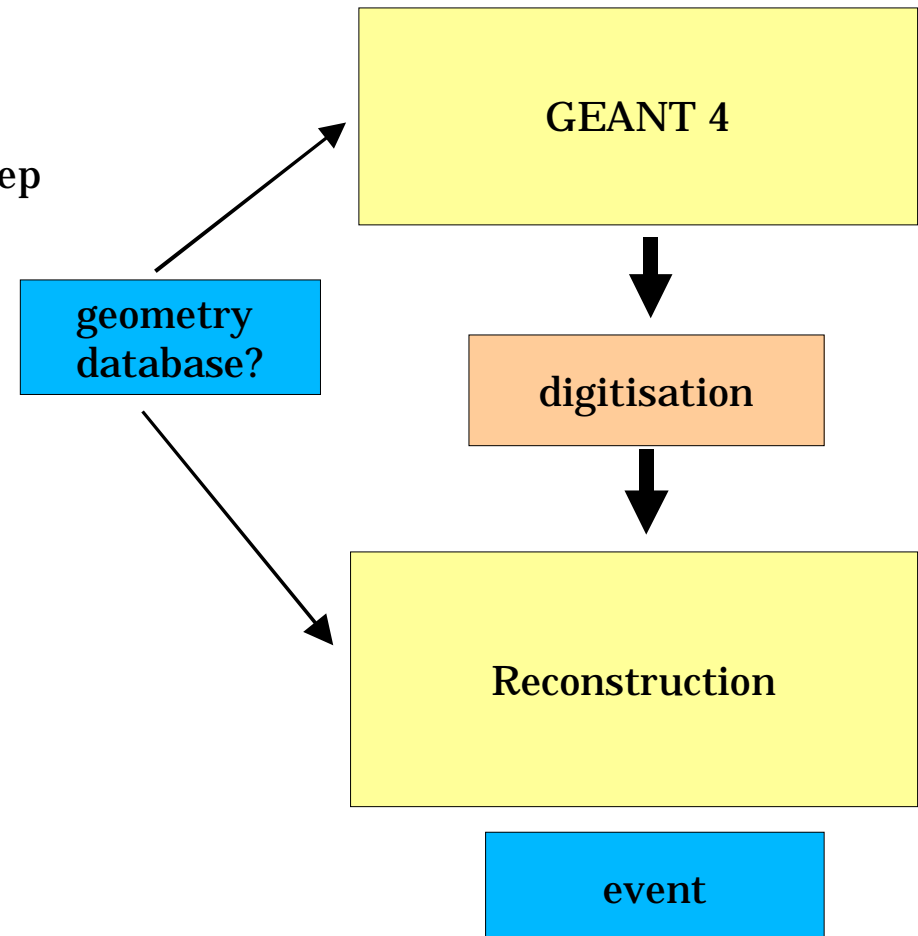 GEANT 4
ep
geometry
database?
digitisation
Reconstruction
event